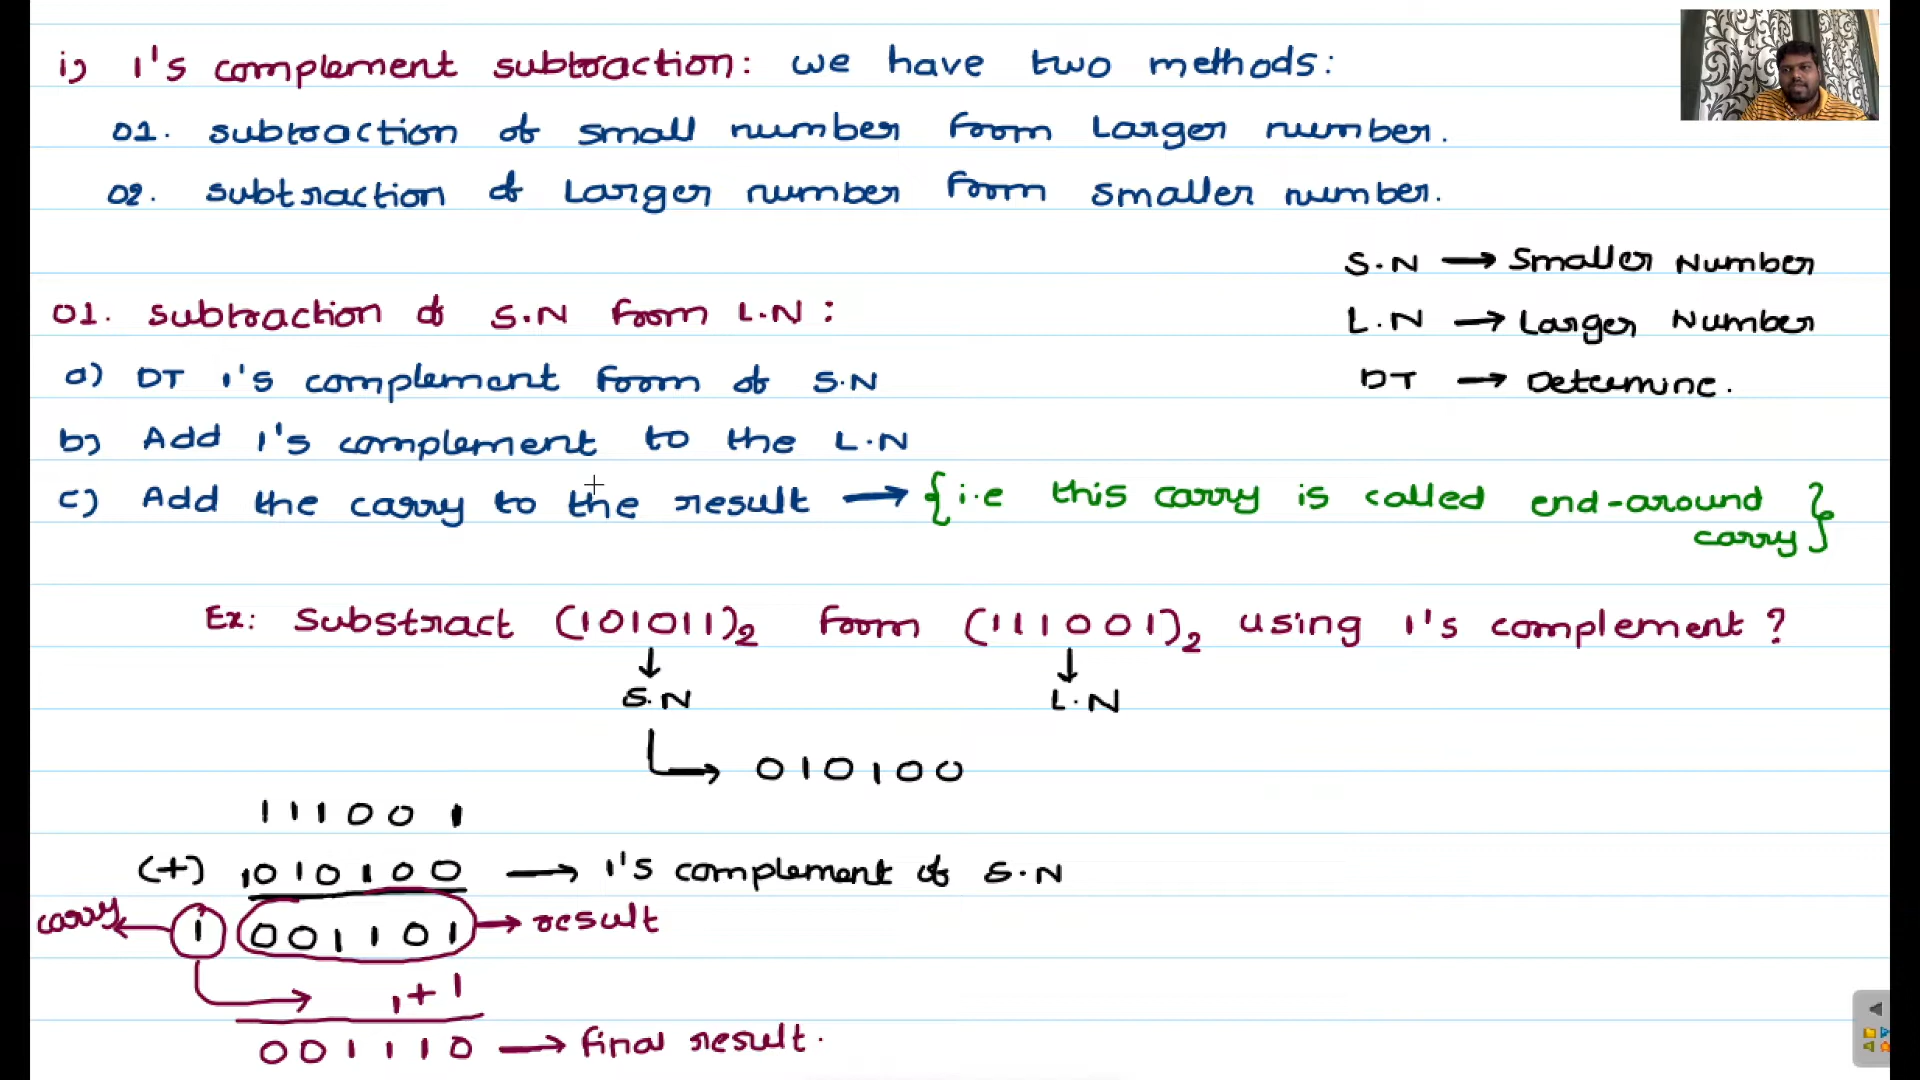 i) 1's complement subtraction: we have two methods:
01. subtraction of small number from Larger number.
02. subtraction of Larger number from smaller number.
S.N → Smaller Number
L.N → Larger Number
DT → Determine.
01. subtraction of S.N from L.N :
a) DT 1's complement form of S.N
b) Add 1's complement to the L.N
c) Add the carry to the result → {i.e this carry is called end-around carry}
Ex: Substract (101011)2 from (111001)2 using 1's complement ?
↓ ↓
S.N L.N
→ 010100
111001
(+) 010100 → 1's complement of S.N
1
carry ← 1 001101 → result
→ 1 + 1
001110 → final result.